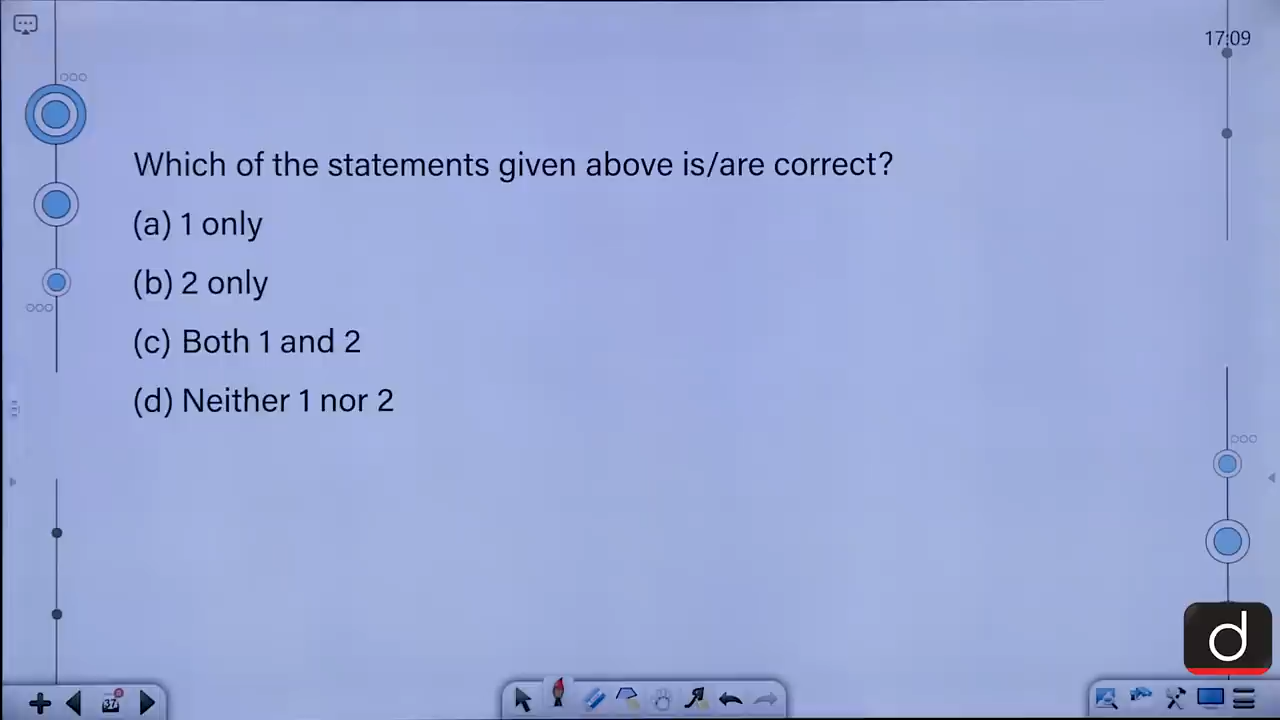 17:09
Which of the statements given above is/are correct?
(a) 1 only
(b) 2 only
(c) Both 1 and 2
(d) Neither 1 nor 2
d
37